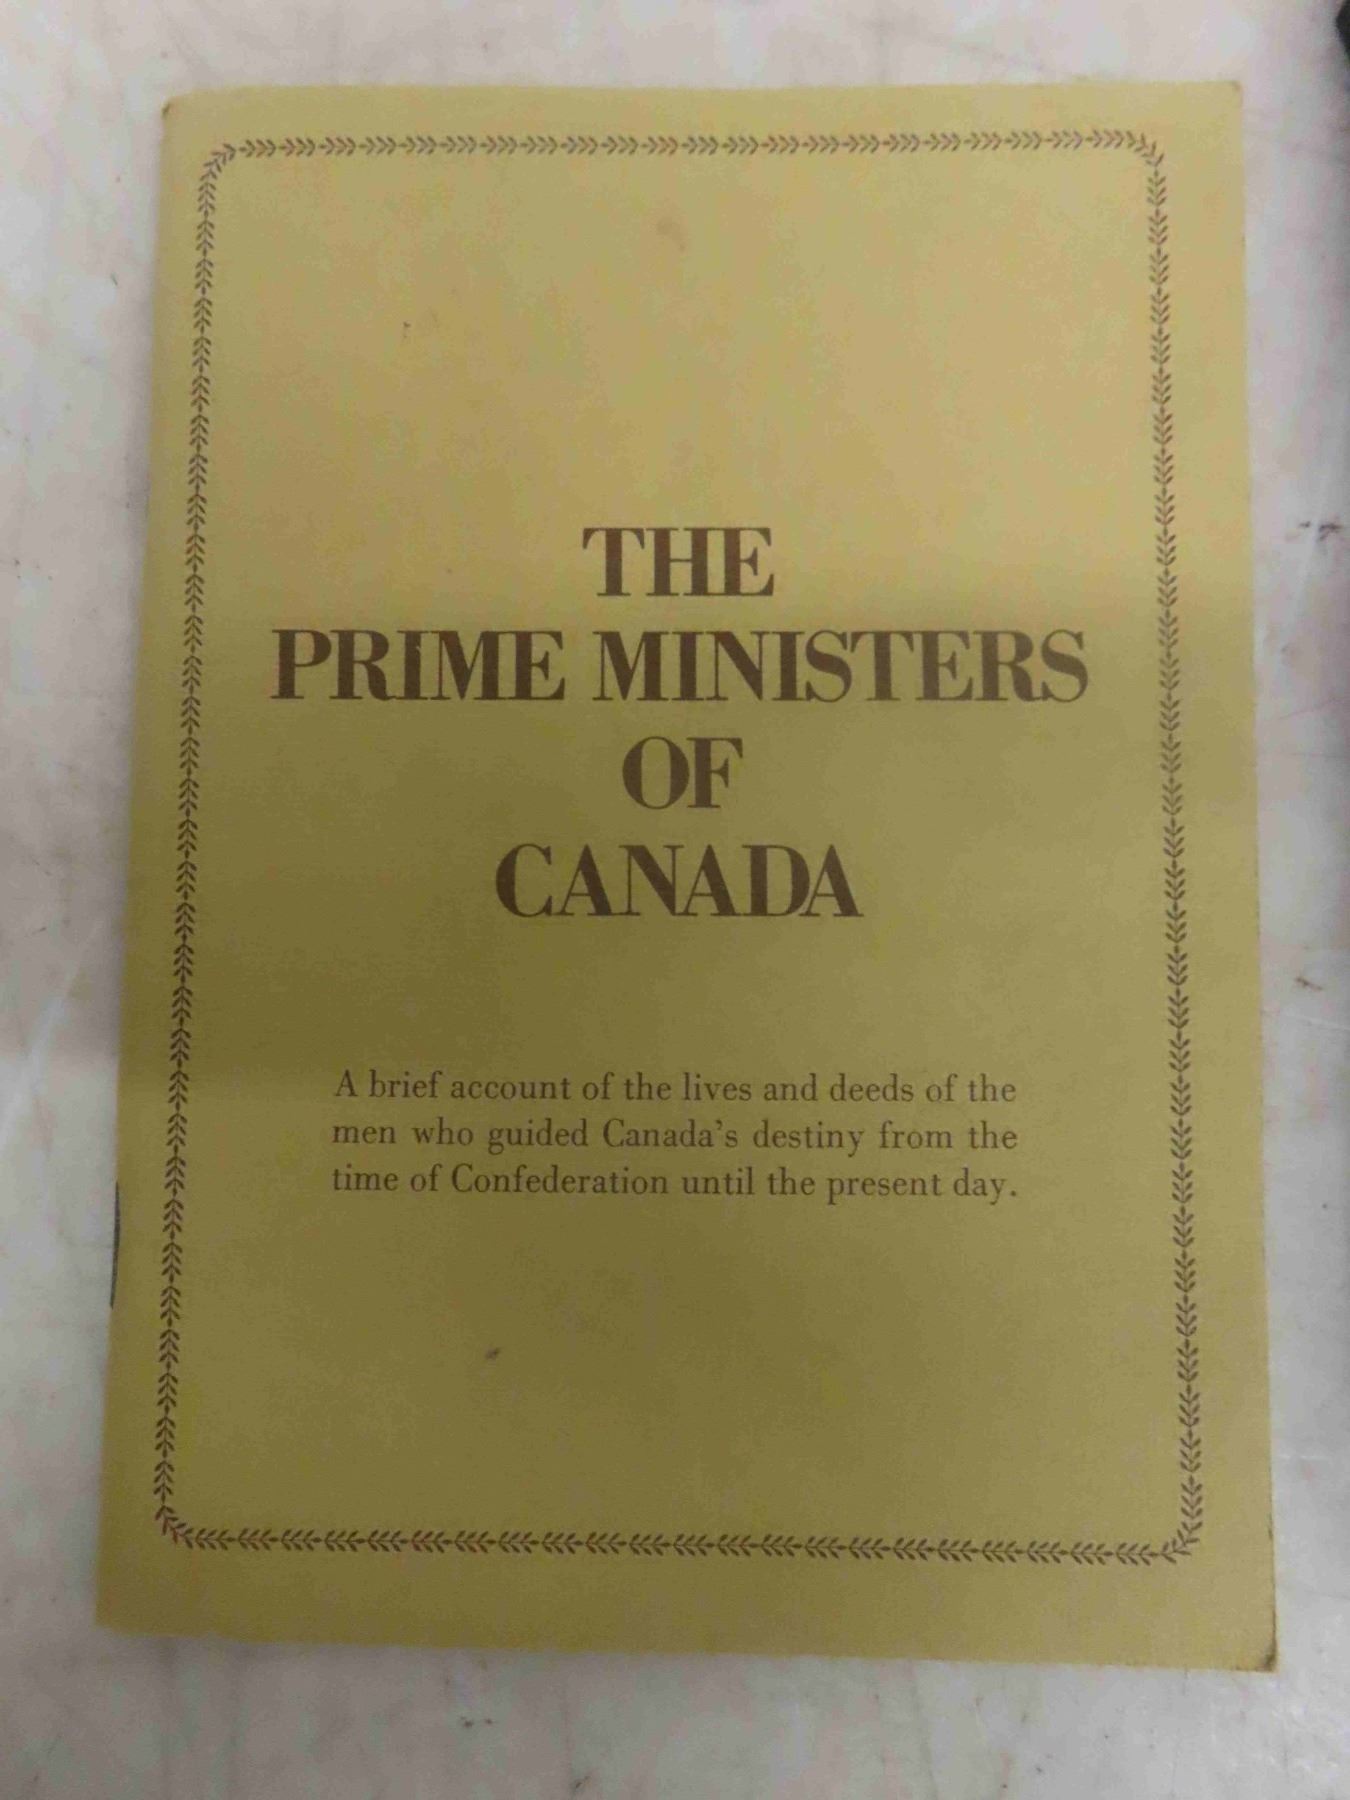 THE
PRIME MINISTERS
OF
CANADA
A brief account of the lives and deeds of the
men who guided Canada's destiny from the
time of Confederation until the present day.